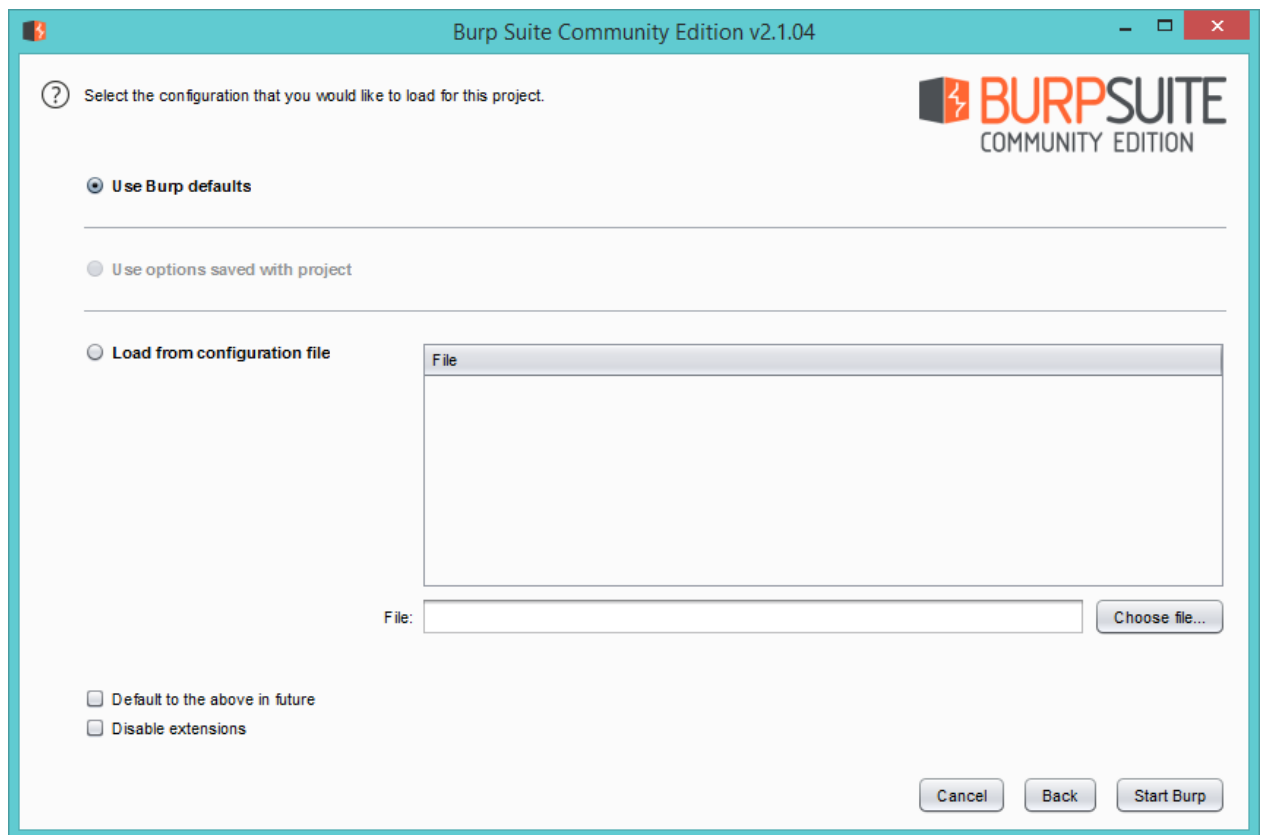 Burp Suite Community Edition v2.1.04
? Select the configuration that you would like to load for this project.
BURPSUITE
COMMUNITY EDITION
Use Burp defaults
Use options saved with project
Load from configuration file
File
File:
Choose file...
Default to the above in future
Disable extensions
Cancel Back Start Burp